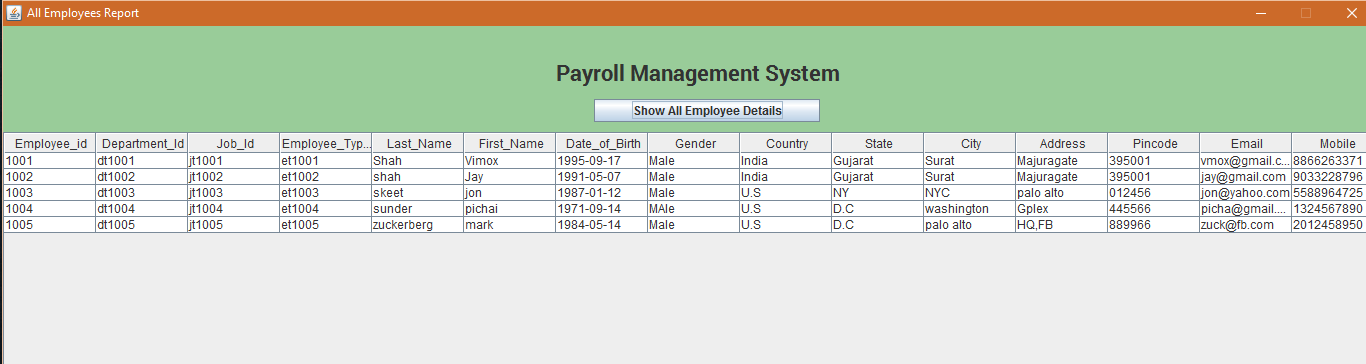 All Employees Report
Payroll Management System
Show All Employee Details
Employee_id Department_Id Job_Id Employee_Typ... Last_Name First_Name Date_of_Birth Gender Country State City Address Pincode Email Mobile
1001 dt1001 jt1001 et1001 Shah Vimox 1995-09-17 Male India Gujarat Surat Majuragate 395001 vmox@gmail.c... 8866263371
1002 dt1002 jt1002 et1002 shah Jay 1991-05-07 Male India Gujarat Surat Majuragate 395001 jay@gmail.com 9033228796
1003 dt1003 jt1003 et1003 skeet jon 1987-01-12 Male U.S NY NYC palo alto 012456 jon@yahoo.com 5588964725
1004 dt1004 jt1004 et1004 sunder pichai 1971-09-14 MAle U.S D.C washington Gplex 445566 picha@gmail.... 1324567890
1005 dt1005 jt1005 et1005 zuckerberg mark 1984-05-14 Male U.S D.C palo alto HQ,FB 889966 zuck@fb.com 2012458950